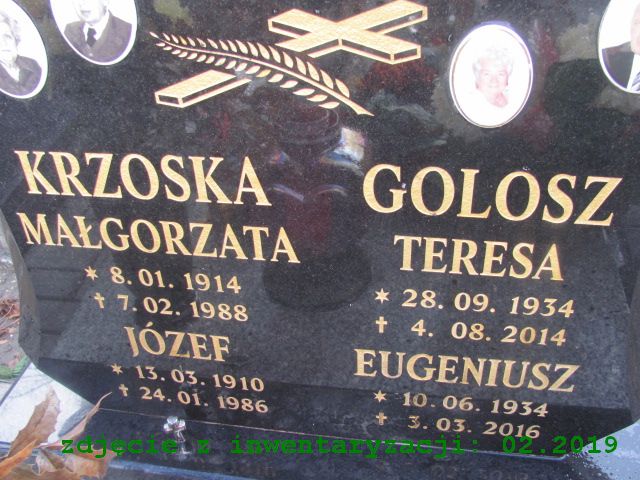 KRZOSKA
MAŁGORZATA
✶ 8. 01. 1914
✝ 7. 02. 1988
JÓZEF
✶ 13. 03. 1910
✝ 24. 01. 1986
GOLOSZ
TERESA
✶ 28. 09. 1934
✝ 4. 08. 2014
EUGENIUSZ
✶ 10. 06. 1934
✝ 3. 03. 2016
zdjęcie z inwentaryzacji: 02.2019